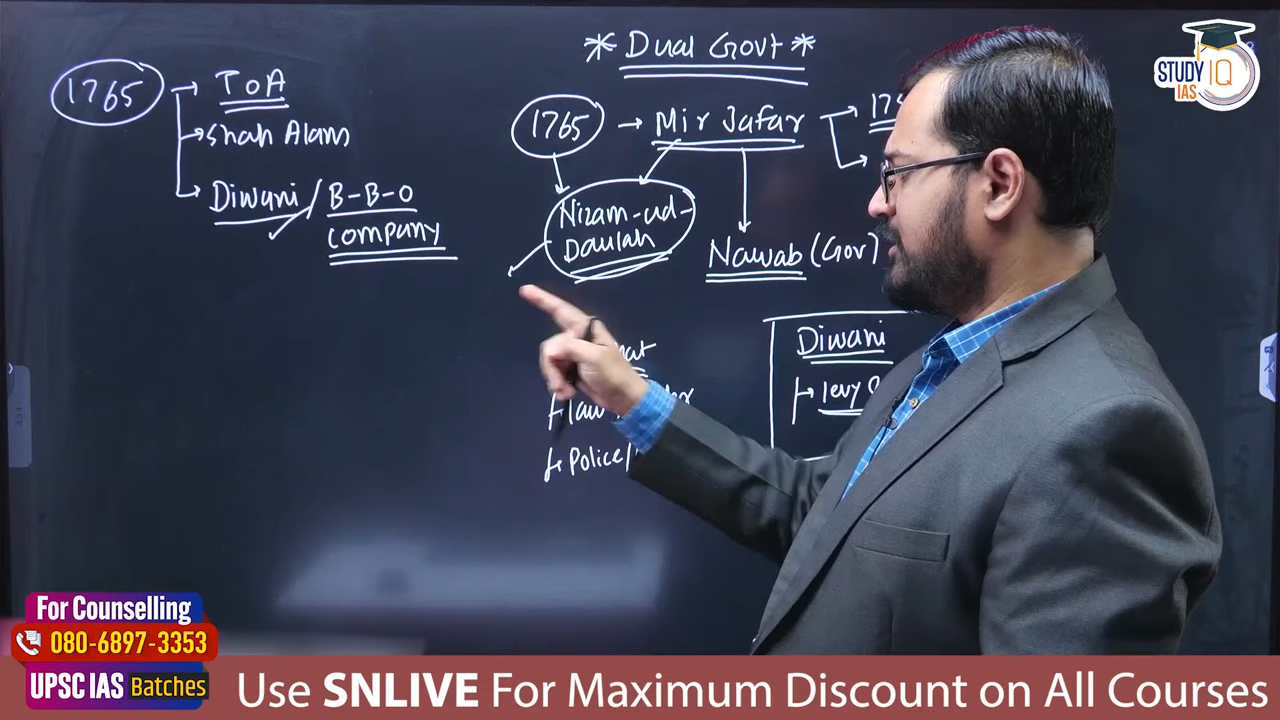 * Dual Govt *
1765 → ToA
→ Shah Alam
→ Diwani / B-B-O
Company
1765 → Mir Jafar
Nizam-ud-
Daulah
Nawab (Gov)
Diwani
levy
Police/
STUDY IQ
IAS
For Counselling
080-6897-3353
UPSC IAS Batches
Use SNLIVE For Maximum Discount on All Courses